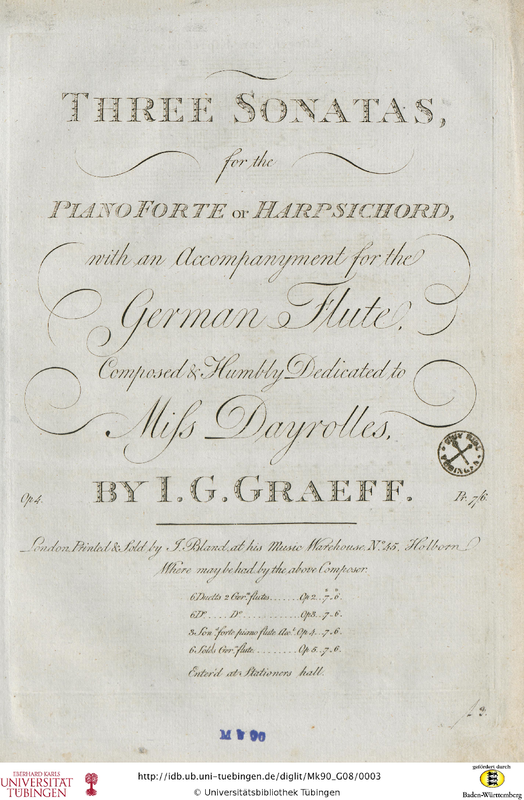 THREE SONATAS,
for the
PIANO FORTE or HARPSICHORD,
with an Accompanyment for the
German Flute.
Composed & Humbly Dedicated to
Miſs Dayrolles,
BY I. G. GRAEFF.
Op 4.
Pr. 7/6.
London Printed & Sold by J. Bland, at his Music Warehouse, No. 45, Holborn
Where may be had by the above Composer.
6 Duetts 2 Gerⁿ flutes.......Op 2..7..6.
6 Dº.....Dº............Op 3..7..6.
3 Sonˢ forte piano flute Accᵗ. Op 4..7..6.
6 Solos Gerⁿ flute..........Op 5..7..6.
Enter'd at Stationers hall.
Mk 90
EBERHARD KARLS
UNIVERSITÄT
TÜBINGEN
http://idb.ub.uni-tuebingen.de/diglit/Mk90_G08/0003
© Universitätsbibliothek Tübingen
gefördert durch
Baden-Württemberg